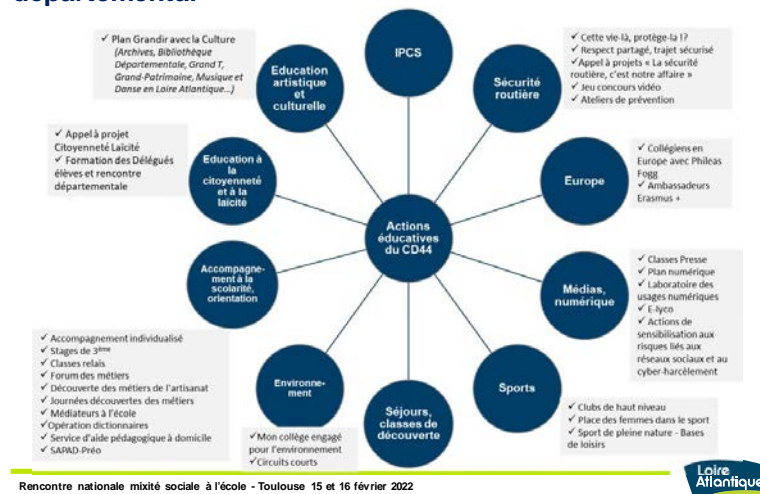 départemental
✓ Plan Grandir avec la Culture
(Archives, Bibliothèque
Départementale, Grand T,
Grand-Patrimoine, Musique et
Danse en Loire Atlantique...)
Education
artistique
et
culturelle
IPCS
Sécurité
routière
✓ Cette vie-là, protège-la !?
✓ Respect partagé, trajet sécurisé
✓Appel à projets « La sécurité
routière, c'est notre affaire »
✓ Jeu concours vidéo
✓ Ateliers de prévention
✓ Appel à projet
Citoyenneté Laïcité
✓ Formation des Délégués
élèves et rencontre
départementale
Education à
la
citoyenneté
et à la
laïcité
Europe
✓ Collégiens en
Europe avec Phileas
Fogg
✓ Ambassadeurs
Erasmus +
Actions
éducatives
du CD44
Accompagne-
ment à la
scolarité,
orientation
Médias,
numérique
✓ Classes Presse
✓ Plan numérique
✓ Laboratoire des
usages numériques
✓ E-lyco
✓ Actions de
sensibilisation aux
risques liés aux
réseaux sociaux et au
cyber-harcèlement
✓ Accompagnement individualisé
✓ Stages de 3ème
✓ Classes relais
✓ Forum des métiers
✓ Découverte des métiers de l'artisanat
✓ Journées découvertes des métiers
✓ Médiateurs à l'école
✓Opération dictionnaires
✓ Service d'aide pédagogique à domicile
✓ SAPAD-Préo
Environne-
ment
✓Mon collège engagé
pour l'environnement
✓ Circuits courts
Séjours,
classes de
découverte
Sports
✓ Clubs de haut niveau
✓ Place des femmes dans le sport
✓ Sport de pleine nature - Bases
de loisirs
Rencontre nationale mixité sociale à l'école - Toulouse 15 et 16 février 2022
Loire
Atlantique